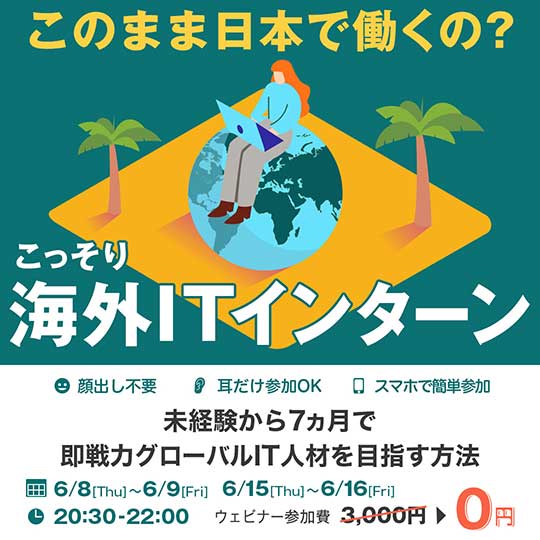 このまま日本で働くの?
こっそり
海外ITインターン
顔出し不要 耳だけ参加OK スマホで簡単参加
未経験から7ヵ月で
即戦力グローバルIT人材を目指す方法
6/8[Thu]~6/9[Fri] 6/15[Thu]~6/16[Fri]
20:30-22:00 ウェビナー参加費 3,000円 ▶ 0円